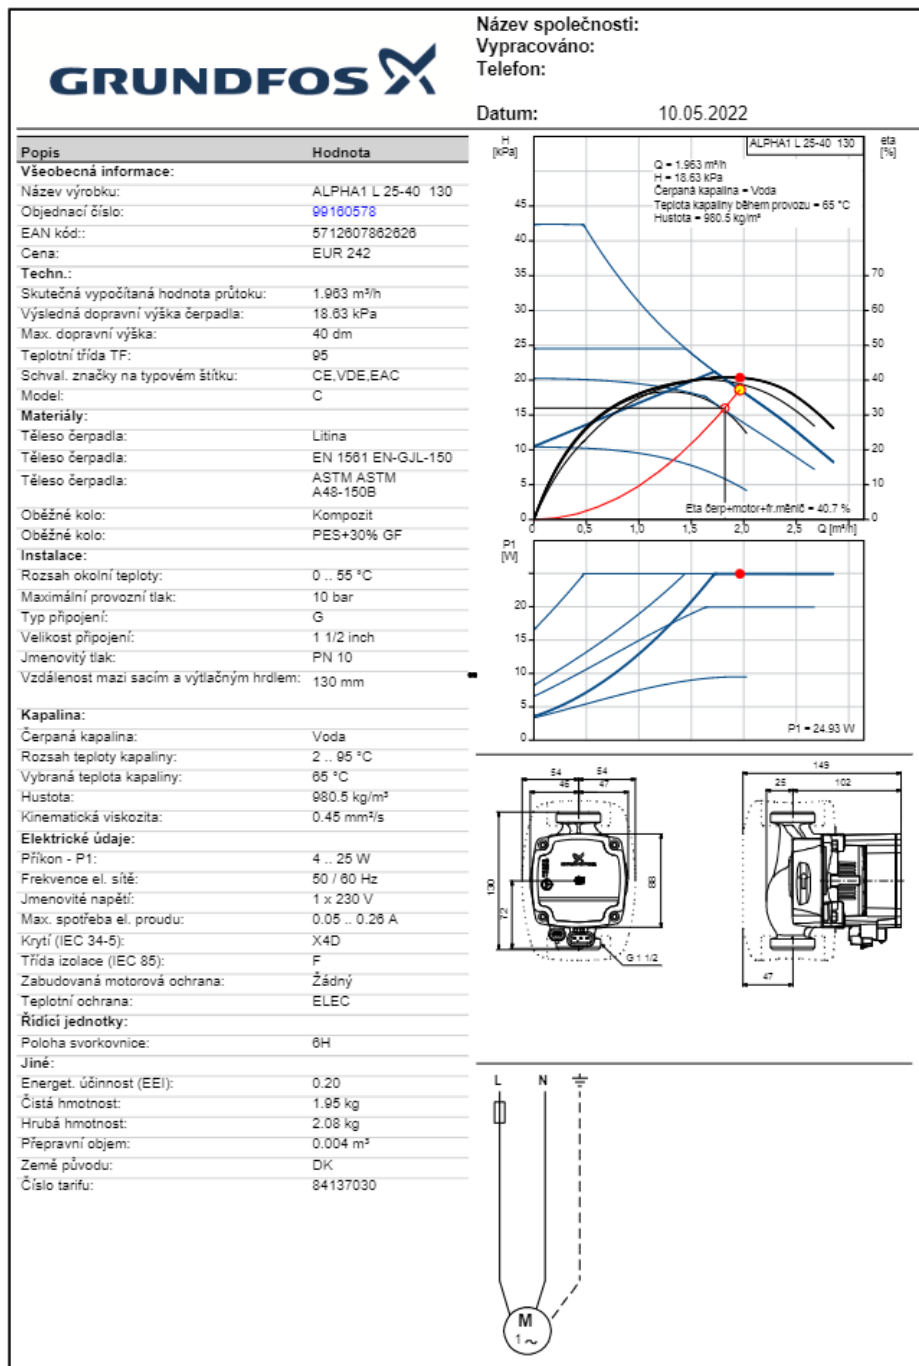 GRUNDFOS
Název společnosti:
Vypracováno:
Telefon:
Datum: 10.05.2022
Popis Hodnota
Všeobecná informace:
Název výrobku: ALPHA1 L 25-40 130
Objednací číslo: 99160578
EAN kód:: 5712607862626
Cena: EUR 242
Techn.:
Skutečná vypočítaná hodnota průtoku: 1.963 m³/h
Výsledná dopravní výška čerpadla: 18.63 kPa
Max. dopravní výška: 40 dm
Teplotní třída TF: 95
Schval. značky na typovém štítku: CE,VDE,EAC
Model: C
Materiály:
Těleso čerpadla: Litina
Těleso čerpadla: EN 1561 EN-GJL-150
Těleso čerpadla: ASTM ASTM
A48-150B
Oběžné kolo: Kompozit
Oběžné kolo: PES+30% GF
Instalace:
Rozsah okolní teploty: 0 .. 55 °C
Maximální provozní tlak: 10 bar
Typ připojení: G
Velikost připojení: 1 1/2 inch
Jmenovitý tlak: PN 10
Vzdálenost mazi sacím a výtlačným hrdlem: 130 mm
Kapalina:
Čerpaná kapalina: Voda
Rozsah teploty kapaliny: 2 .. 95 °C
Vybraná teplota kapaliny: 65 °C
Hustota: 980.5 kg/m³
Kinematická viskozita: 0.45 mm²/s
Elektrické údaje:
Příkon - P1: 4 .. 25 W
Frekvence el. sítě: 50 / 60 Hz
Jmenovité napětí: 1 x 230 V
Max. spotřeba el. proudu: 0.05 .. 0.26 A
Krytí (IEC 34-5): X4D
Třída izolace (IEC 85): F
Zabudovaná motorová ochrana: Žádný
Teplotní ochrana: ELEC
Řídicí jednotky:
Poloha svorkovnice: 6H
Jiné:
Energet. účinnost (EEI): 0.20
Čistá hmotnost: 1.95 kg
Hrubá hmotnost: 2.08 kg
Přepravní objem: 0.004 m³
Země původu: DK
Číslo tarifu: 84137030
H
[kPa]
ALPHA1 L 25-40 130
eta
[%]
Q = 1.963 m³/h
H = 18.63 kPa
Čerpaná kapalina = Voda
Teplota kapaliny během provozu = 65 °C
Hustota = 980.5 kg/m³
45
40
35 70
30 60
25 50
20 40
15 30
10 20
5 10
0 0
Eta čerp+motor+fr.měnič = 40.7 %
0 0,5 1,0 1,5 2,0 2,5 Q [m³/h]
P1
[W]
20
15
10
5
0
P1 = 24.93 W
54 54
46 47
130
72
88
G 1 1/2
149
25 102
47
L N
M
1 ~